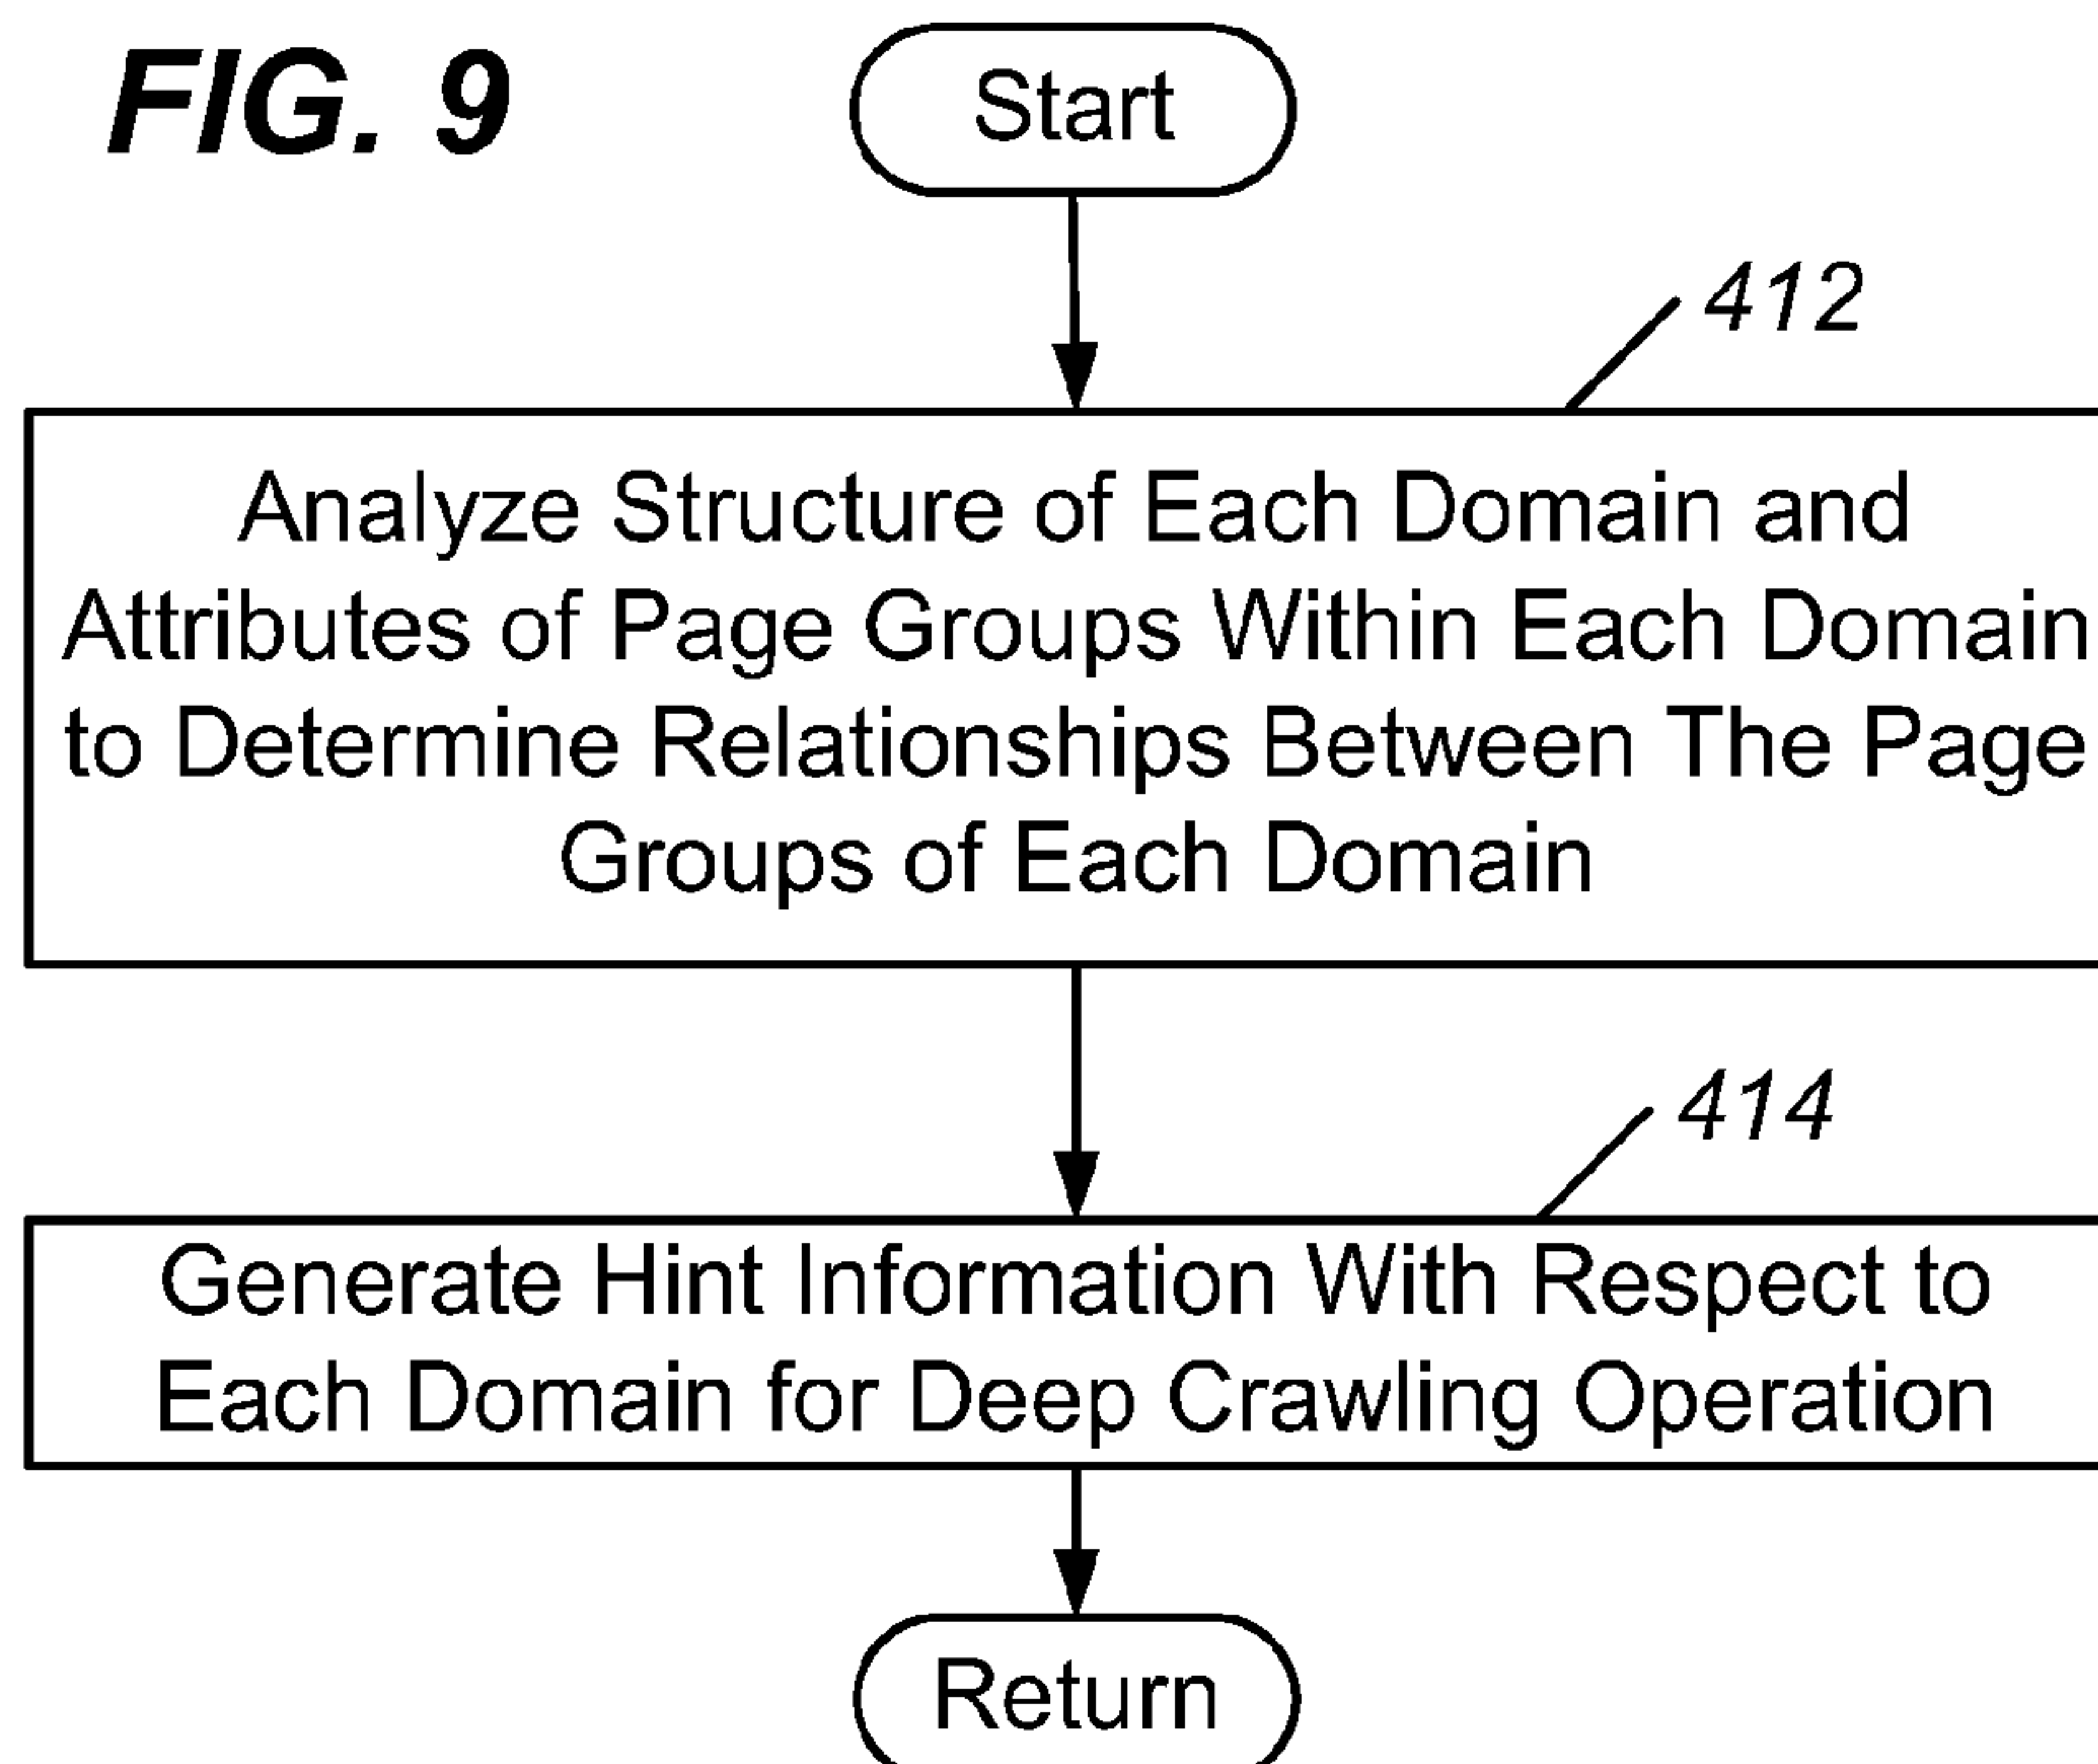 FIG. 9
Start
412
Analyze Structure of Each Domain and
Attributes of Page Groups Within Each Domain
to Determine Relationships Between The Page
Groups of Each Domain
414
Generate Hint Information With Respect to
Each Domain for Deep Crawling Operation
Return